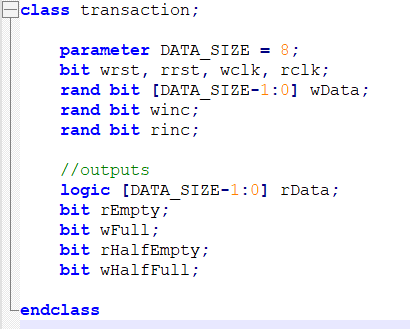 class transaction;
parameter DATA_SIZE = 8;
bit wrst, rrst, wclk, rclk;
rand bit [DATA_SIZE-1:0] wData;
rand bit winc;
rand bit rinc;
//outputs
logic [DATA_SIZE-1:0] rData;
bit rEmpty;
bit wFull;
bit rHalfEmpty;
bit wHalfFull;
endclass